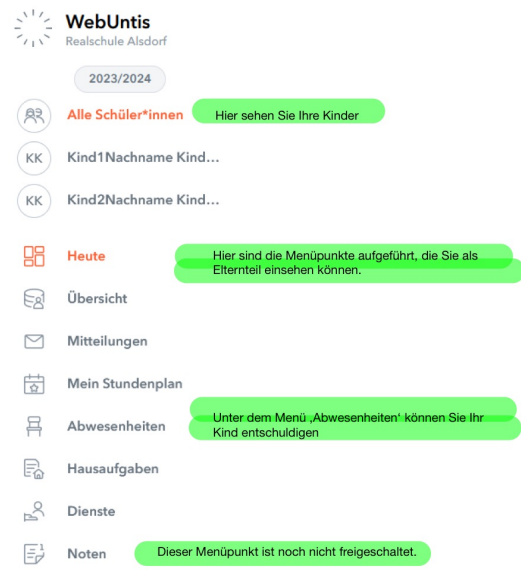 WebUntis
Realschule Alsdorf
2023/2024
Alle Schüler*innen
Hier sehen Sie Ihre Kinder
KK
Kind1Nachname Kind...
KK
Kind2Nachname Kind...
Heute
Hier sind die Menüpunkte aufgeführt, die Sie als
Elternteil einsehen können.
Übersicht
Mitteilungen
Mein Stundenplan
Abwesenheiten
Unter dem Menü ‚Abwesenheiten‘ können Sie Ihr
Kind entschuldigen
Hausaufgaben
Dienste
Noten
Dieser Menüpunkt ist noch nicht freigeschaltet.